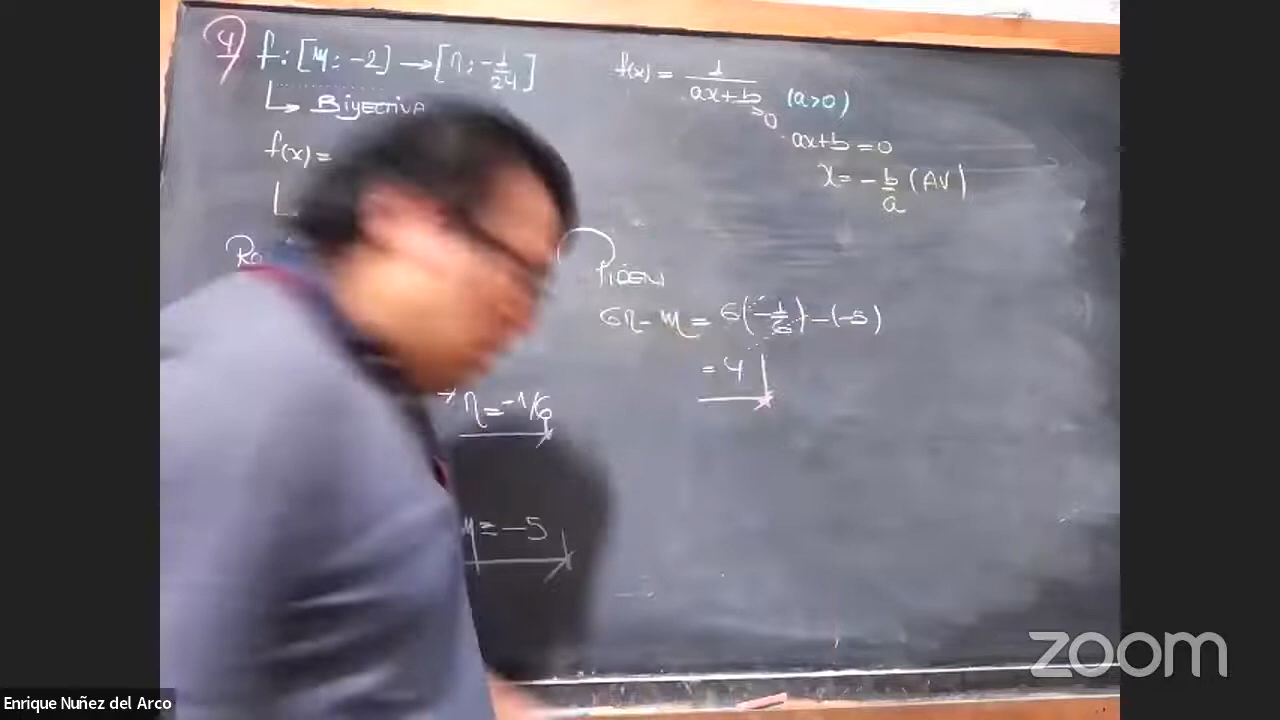 4/
f: [m; -2] → [n; -1/24]
↳ BIYECTIVA
f(x) =
f(x) = 1/(ax+b) (a>0)
>0
ax+b = 0
x = -b/a (AV)
PIDEN
6n - m = 6(-1/6) - (-5)
= 4
→ n = -1/6
m = -5
zoom
Enrique Nuñez del Arco